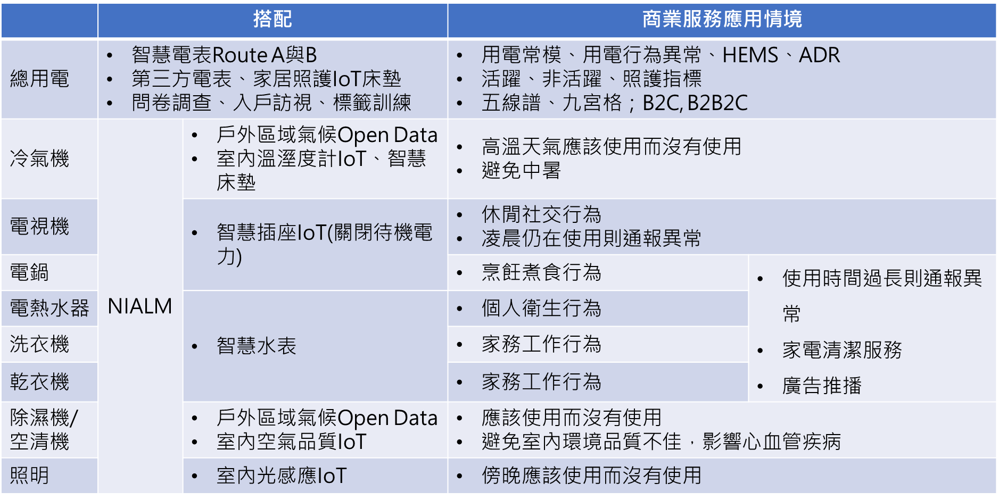 搭配
商業服務應用情境
總用電
• 智慧電表Route A與B
• 第三方電表、家居照護IoT床墊
• 問卷調查、入戶訪視、標籤訓練
• 用電常模、用電行為異常、HEMS、ADR
• 活躍、非活躍、照護指標
• 五線譜、九宮格；B2C, B2B2C
冷氣機
NIALM
• 戶外區域氣候Open Data
• 室內溫溼度計IoT、智慧
床墊
• 高溫天氣應該使用而沒有使用
• 避免中暑
電視機
• 智慧插座IoT(關閉待機電
力)
• 休閒社交行為
• 凌晨仍在使用則通報異常
電鍋
• 烹飪煮食行為
• 使用時間過長則通報異
常
• 家電清潔服務
• 廣告推播
電熱水器
• 智慧水表
• 個人衛生行為
洗衣機
• 家務工作行為
乾衣機
• 家務工作行為
除濕機/
空清機
• 戶外區域氣候Open Data
• 室內空氣品質IoT
• 應該使用而沒有使用
• 避免室內環境品質不佳，影響心血管疾病
照明
• 室內光感應IoT
• 傍晚應該使用而沒有使用